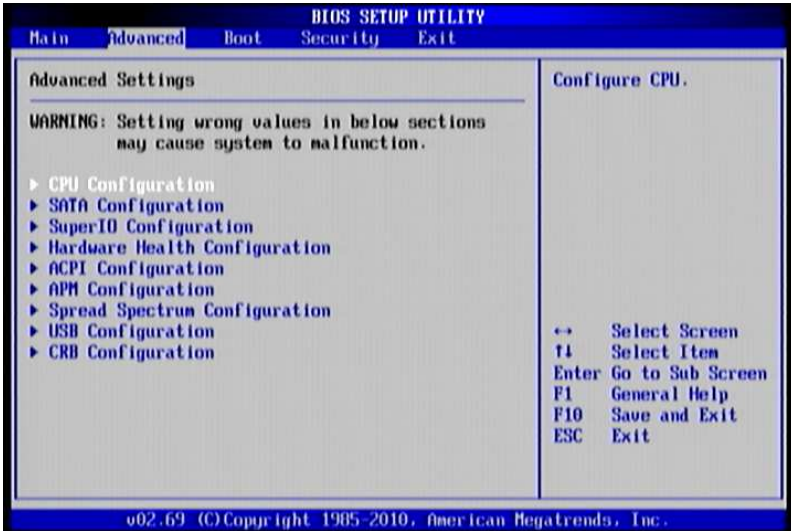 BIOS SETUP UTILITY
Main Advanced Boot Security Exit
Advanced Settings
WARNING: Setting wrong values in below sections
may cause system to malfunction.
CPU Configuration
SATA Configuration
SuperIO Configuration
Hardware Health Configuration
ACPI Configuration
APM Configuration
Spread Spectrum Configuration
USB Configuration
CRB Configuration
Configure CPU.
↔ Select Screen
↑↓ Select Item
Enter Go to Sub Screen
F1 General Help
F10 Save and Exit
ESC Exit
v02.69 (C)Copyright 1985-2010, American Megatrends, Inc.